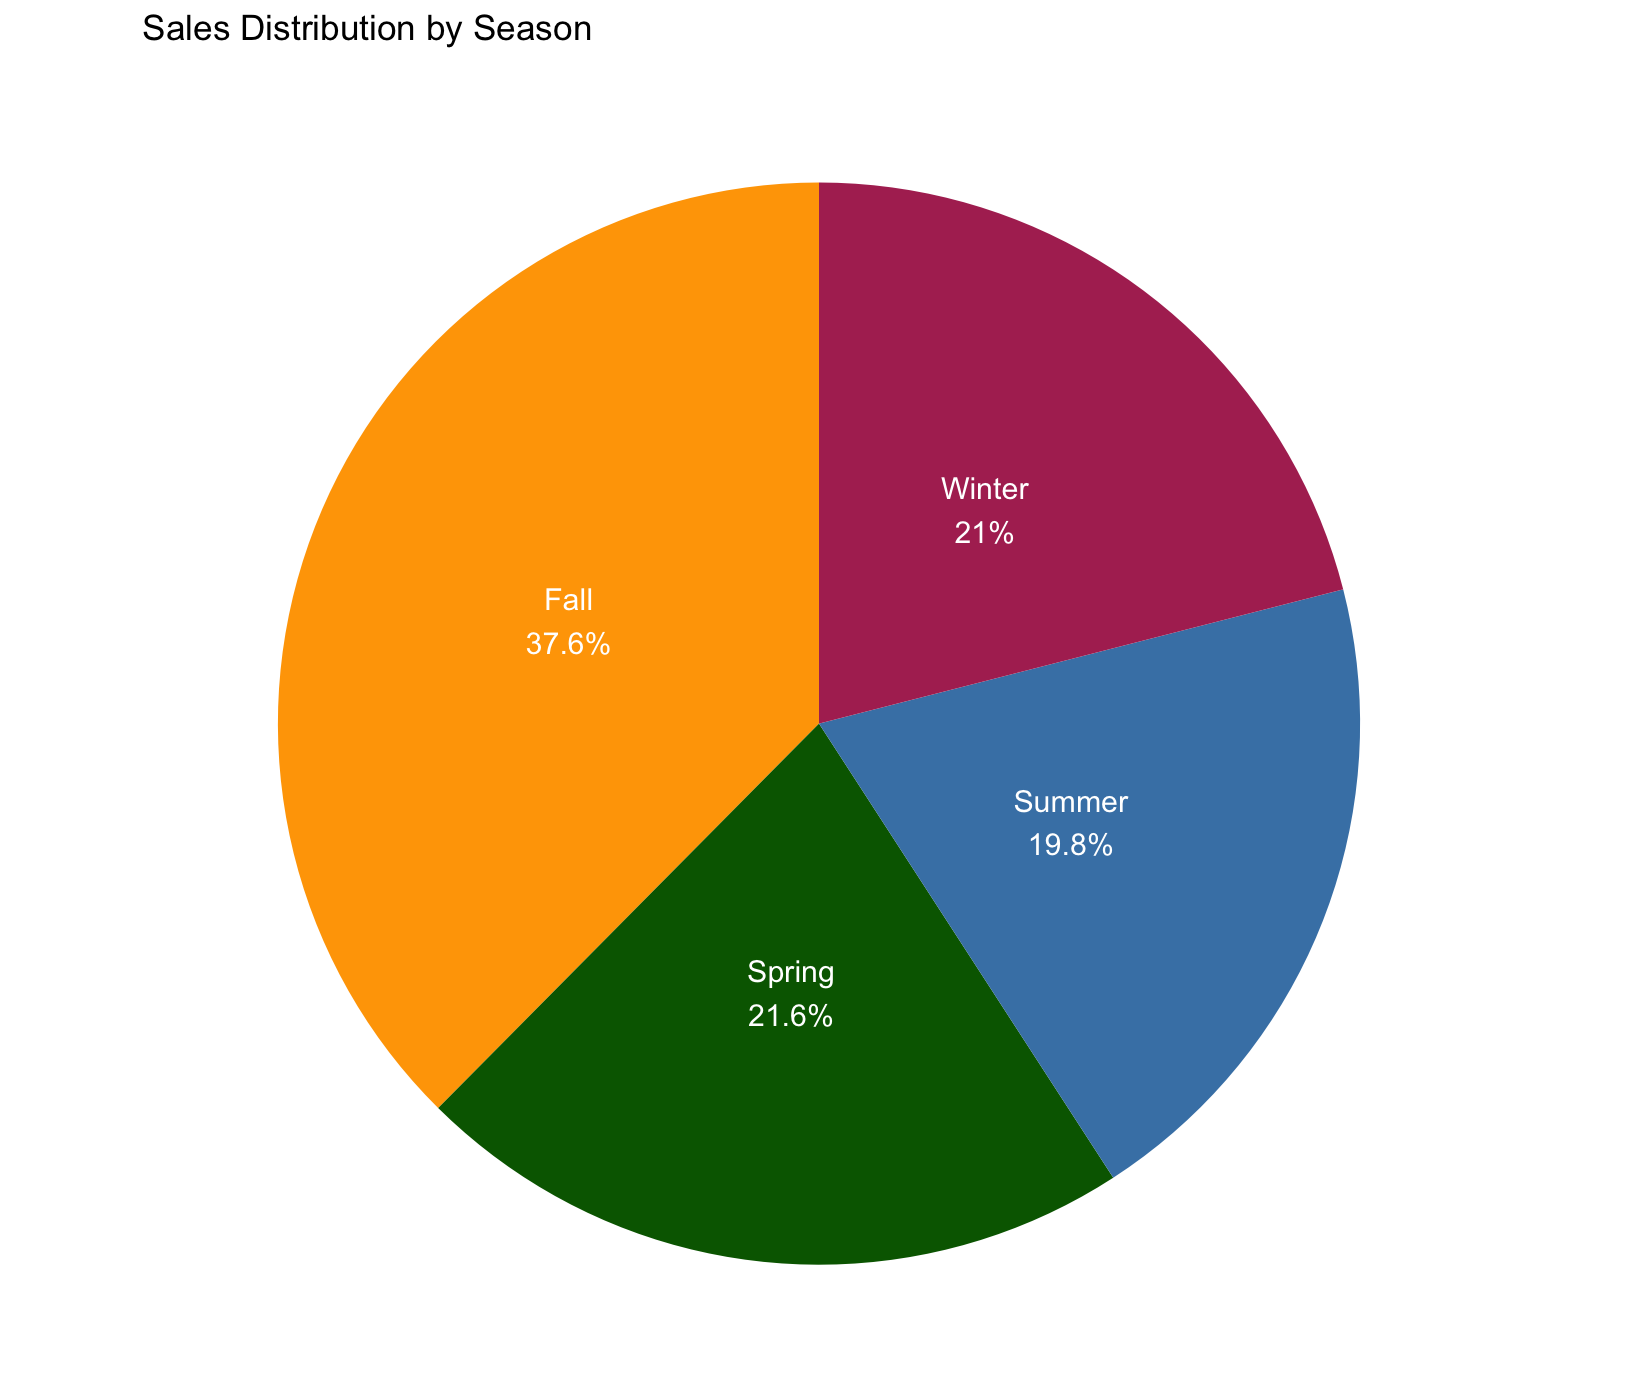 Sales Distribution by Season
Winter
21%
Fall
37.6%
Summer
19.8%
Spring
21.6%